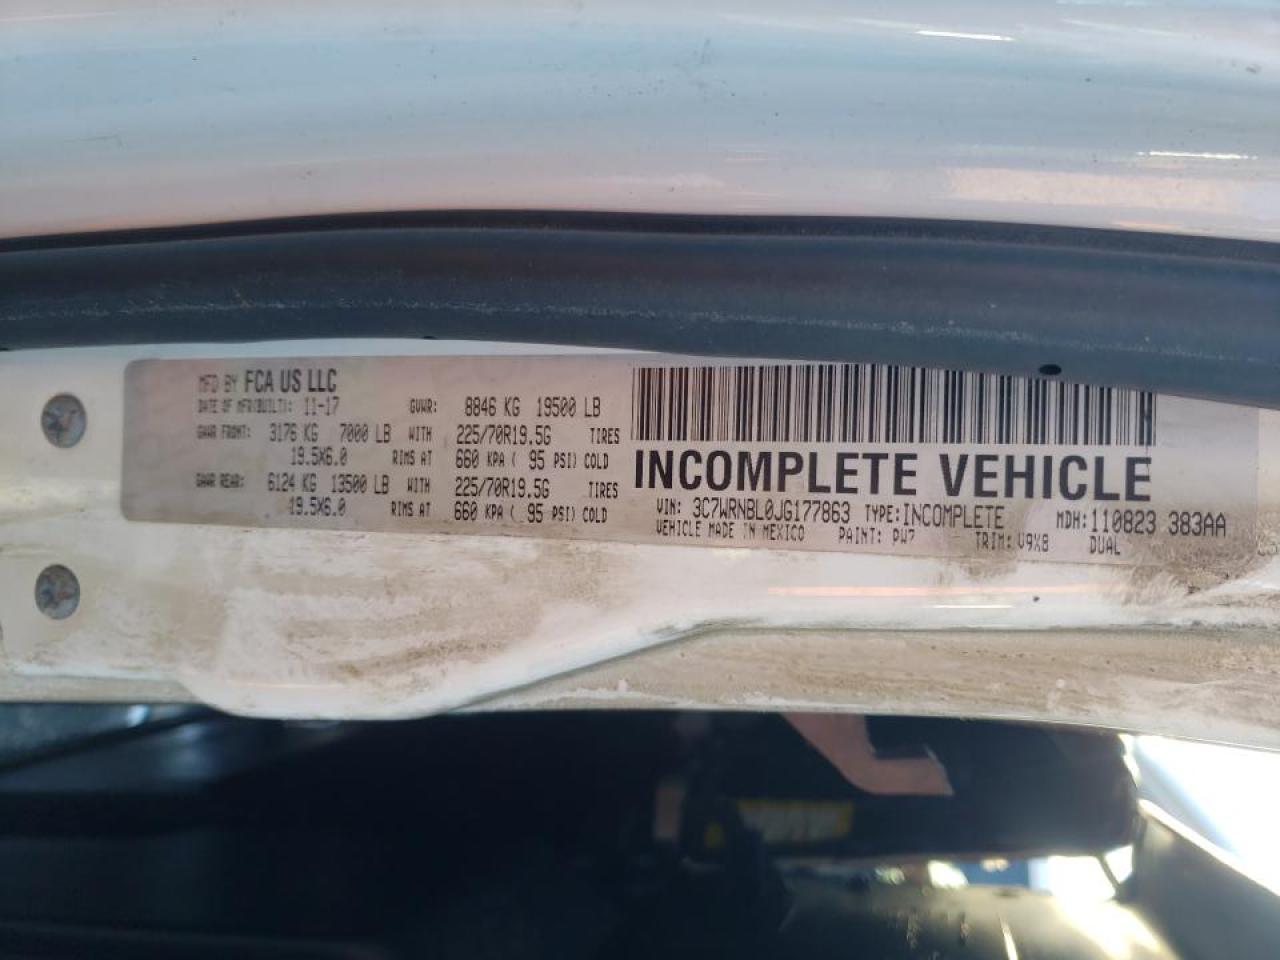 MFD BY FCA US LLC
DATE OF MFR(BUILT): 11-17 GVWR: 8846 KG 19500 LB
GAWR FRONT: 3176 KG 7000 LB WITH 225/70R19.5G TIRES
19.5X6.0 RIMS AT 660 KPA ( 95 PSI) COLD
GAWR REAR: 6124 KG 13500 LB WITH 225/70R19.5G TIRES
19.5X6.0 RIMS AT 660 KPA ( 95 PSI) COLD
INCOMPLETE VEHICLE
VIN: 3C7WRNBL0JG177863 TYPE: INCOMPLETE MDH: 110823 383AA
VEHICLE MADE IN MEXICO PAINT: PW7 TRIM: V9X8 DUAL